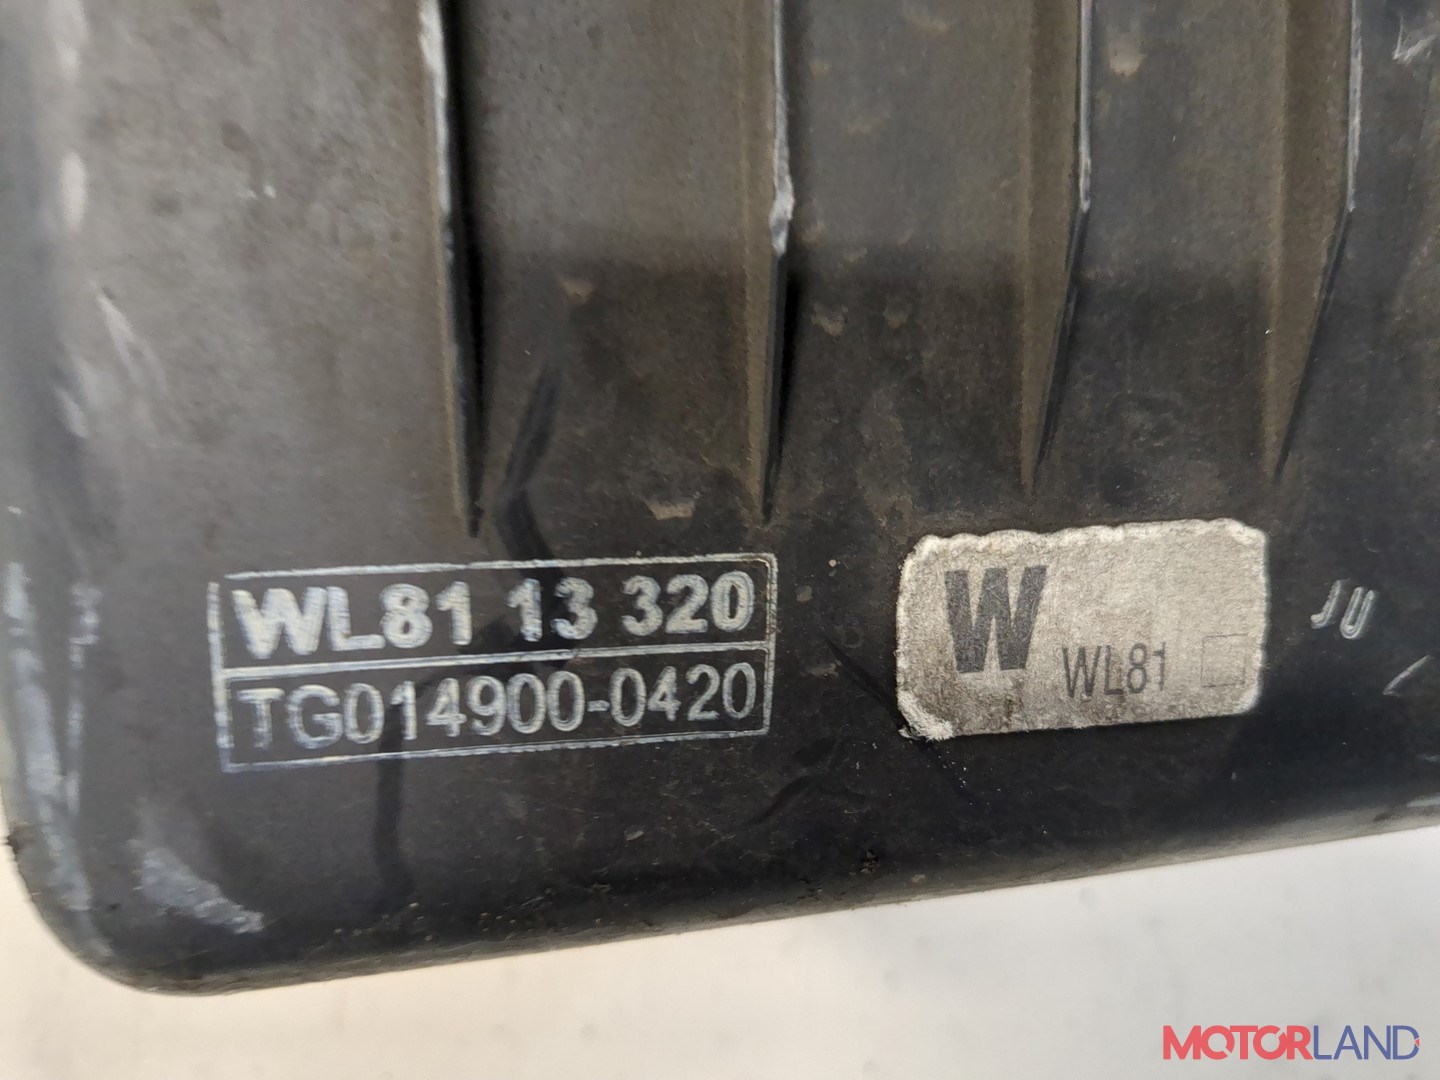 WL81 13 320
TG014900-0420
W
WL81
JU
MOTORLAND